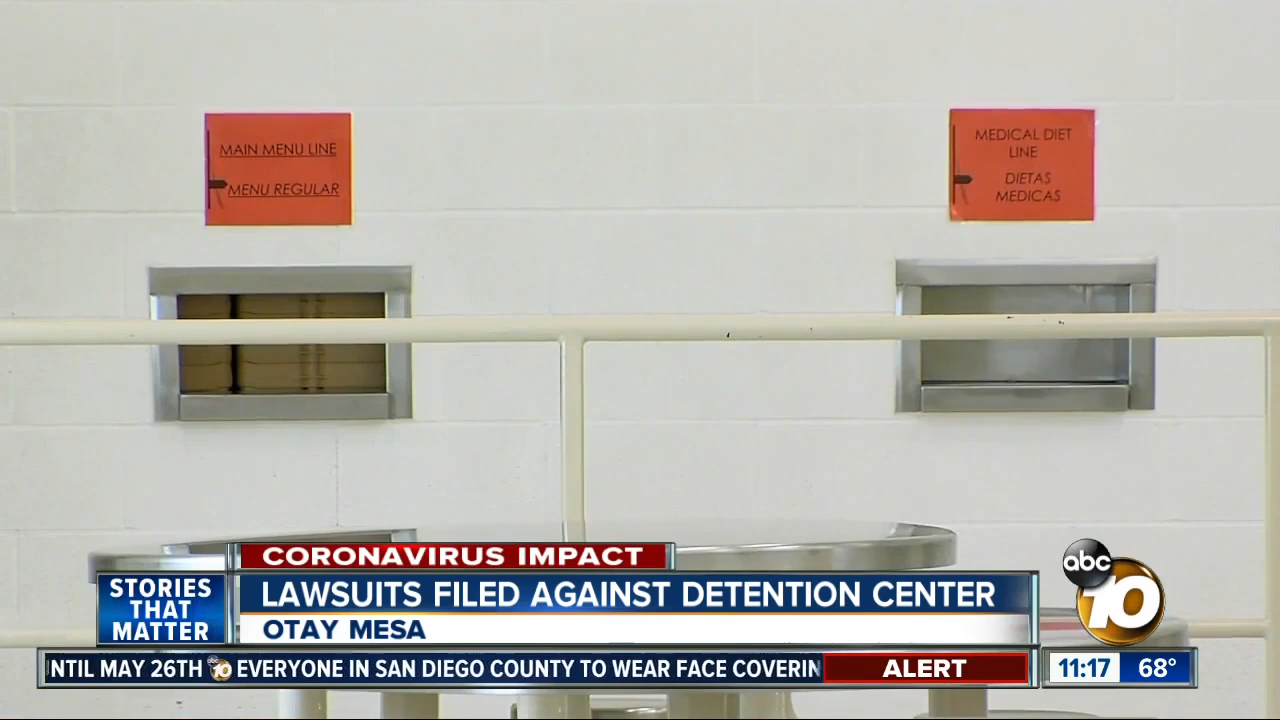 MAIN MENU LINE
MENU REGULAR
MEDICAL DIET
LINE
DIETAS
MEDICAS
CORONAVIRUS IMPACT
STORIES
THAT
MATTER
LAWSUITS FILED AGAINST DETENTION CENTER
OTAY MESA
abc
10
NTIL MAY 26TH abc 10 EVERYONE IN SAN DIEGO COUNTY TO WEAR FACE COVERIN
ALERT
11:17 68°